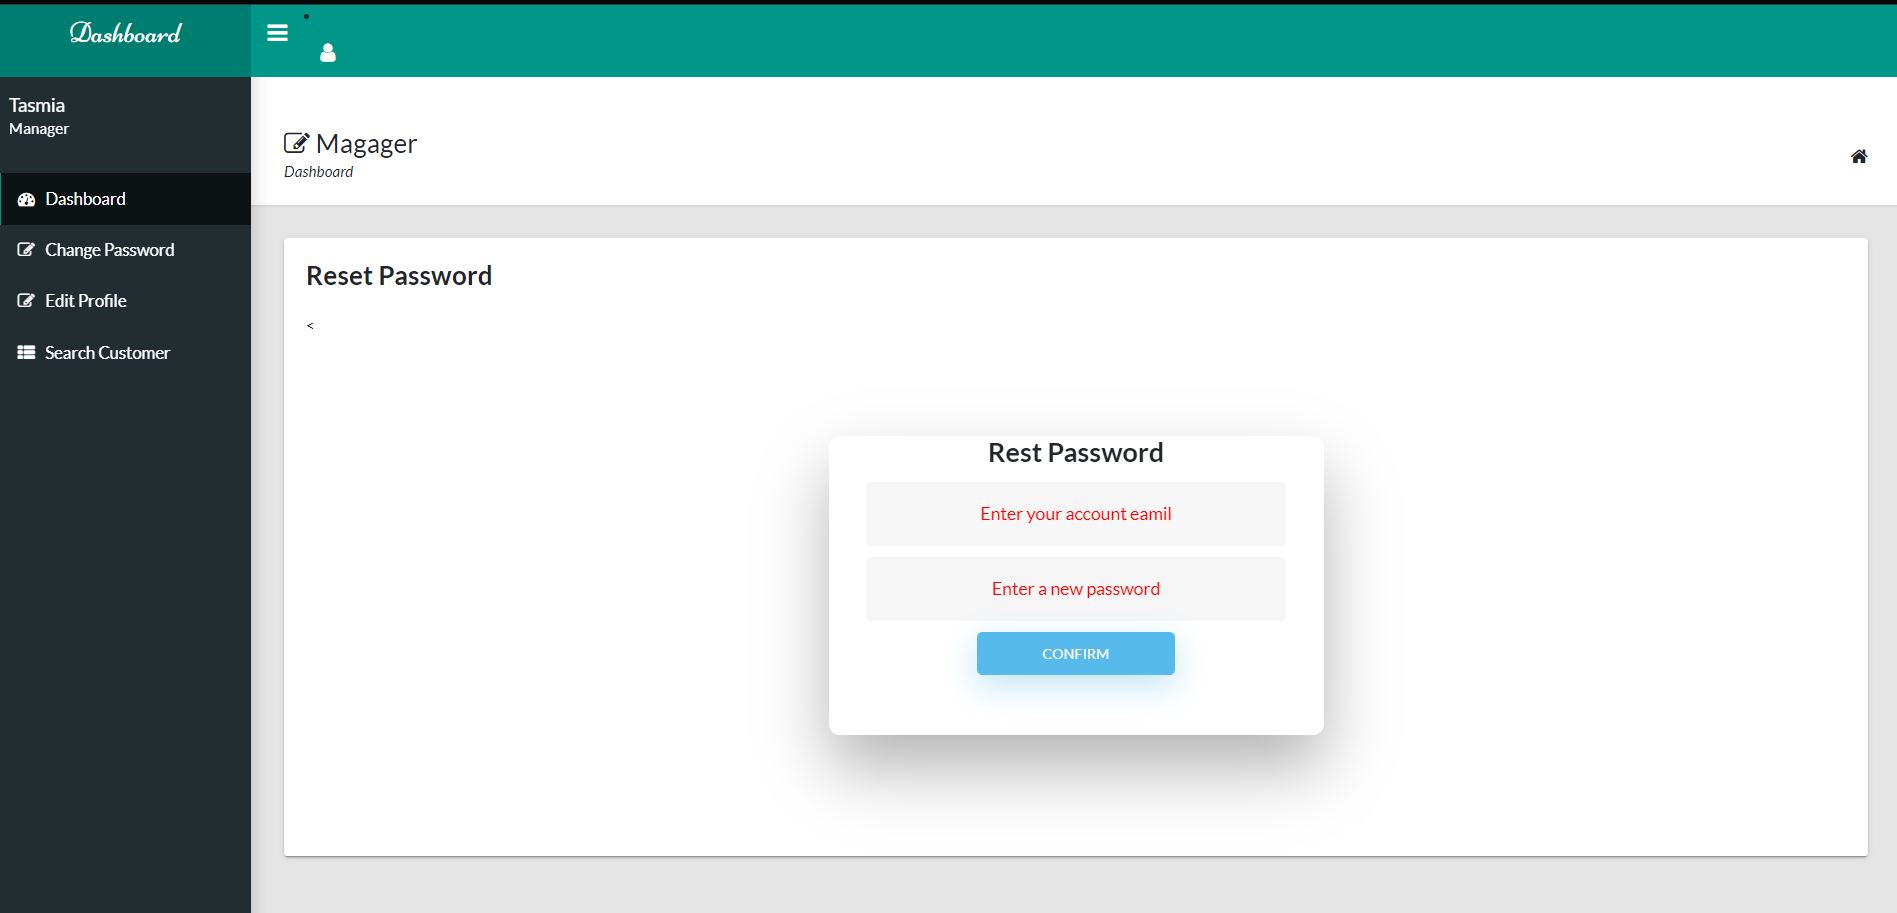 Dashboard
Tasmia
Manager
Dashboard
Change Password
Edit Profile
Search Customer
Magager
Dashboard
Reset Password
<
Rest Password
Enter your account eamil
Enter a new password
CONFIRM